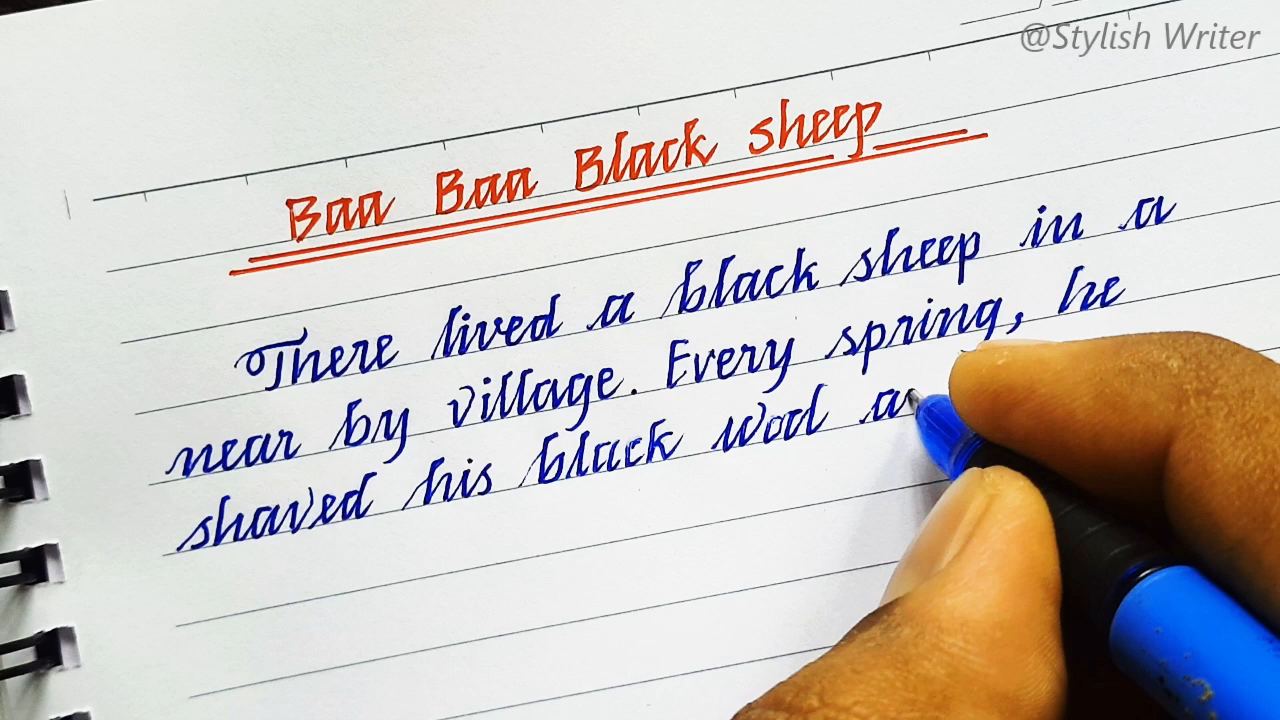 @Stylish Writer
Baa Baa Black sheep
There lived a black sheep in a
near by village. Every spring, he
shaved his black wool a